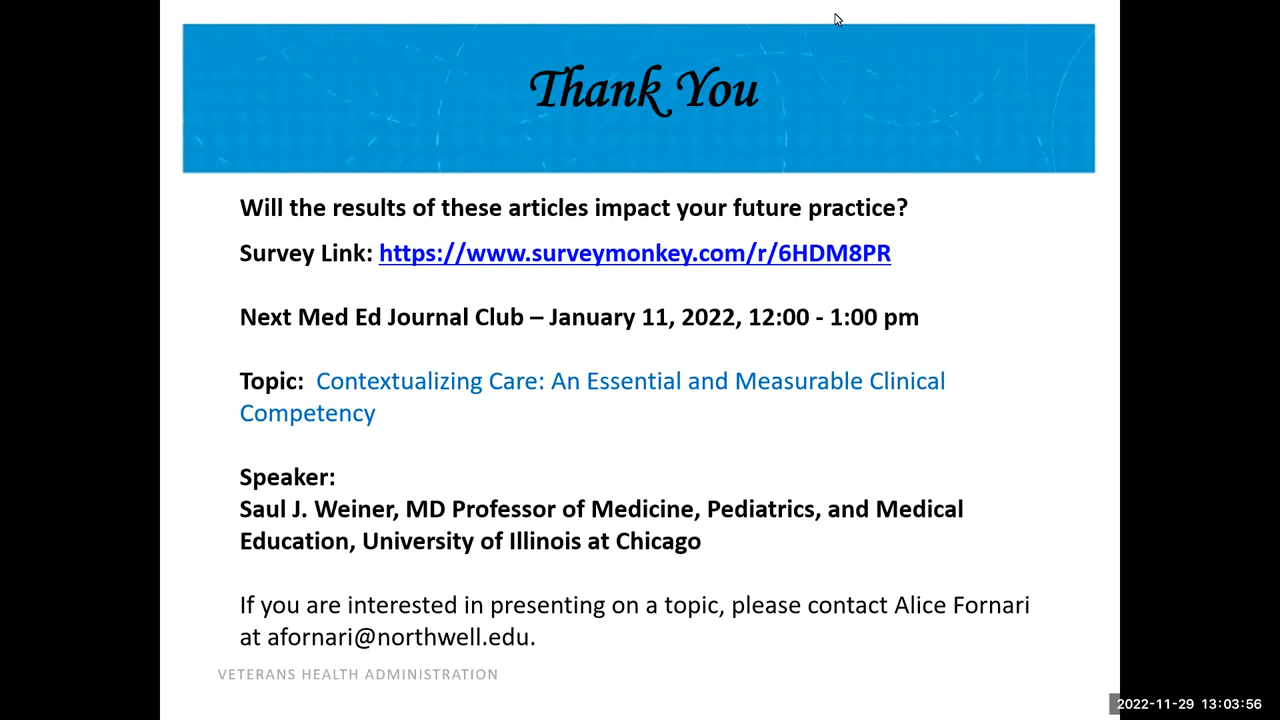 Thank You
Will the results of these articles impact your future practice?
Survey Link: https://www.surveymonkey.com/r/6HDM8PR
Next Med Ed Journal Club – January 11, 2022, 12:00 - 1:00 pm
Topic: Contextualizing Care: An Essential and Measurable Clinical
Competency
Speaker:
Saul J. Weiner, MD Professor of Medicine, Pediatrics, and Medical
Education, University of Illinois at Chicago
If you are interested in presenting on a topic, please contact Alice Fornari
at afornari@northwell.edu.
VETERANS HEALTH ADMINISTRATION
2022-11-29 13:03:56